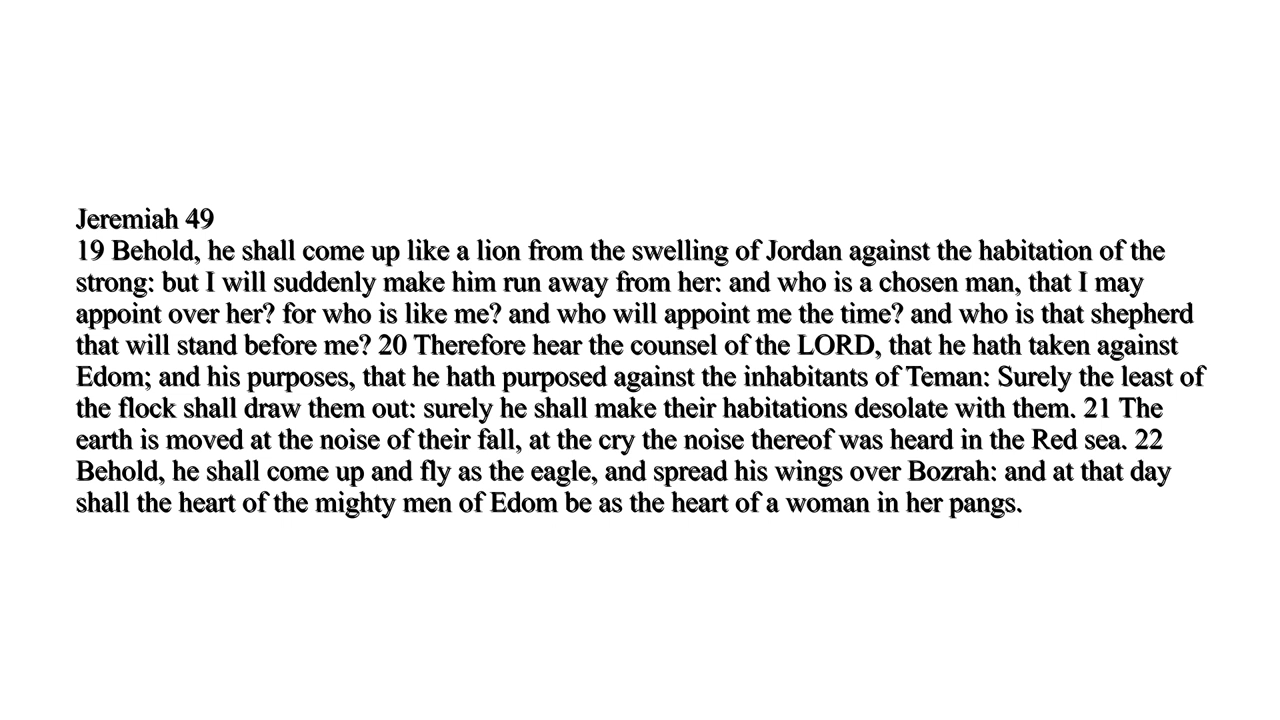 Jeremiah 49
19 Behold, he shall come up like a lion from the swelling of Jordan against the habitation of the
strong: but I will suddenly make him run away from her: and who is a chosen man, that I may
appoint over her? for who is like me? and who will appoint me the time? and who is that shepherd
that will stand before me? 20 Therefore hear the counsel of the LORD, that he hath taken against
Edom; and his purposes, that he hath purposed against the inhabitants of Teman: Surely the least of
the flock shall draw them out: surely he shall make their habitations desolate with them. 21 The
earth is moved at the noise of their fall, at the cry the noise thereof was heard in the Red sea. 22
Behold, he shall come up and fly as the eagle, and spread his wings over Bozrah: and at that day
shall the heart of the mighty men of Edom be as the heart of a woman in her pangs.